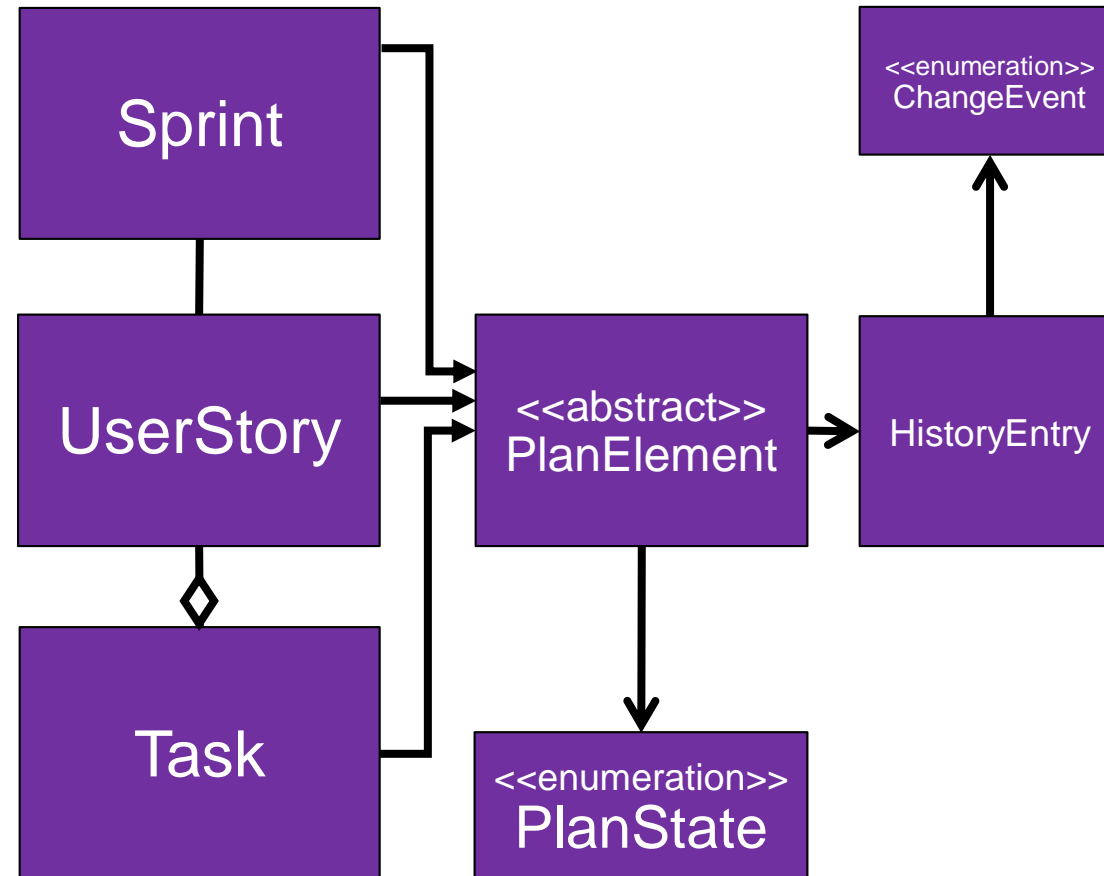 Sprint
<<enumeration>>
ChangeEvent
UserStory
<<abstract>>
PlanElement
HistoryEntry
Task
<<enumeration>>
PlanState